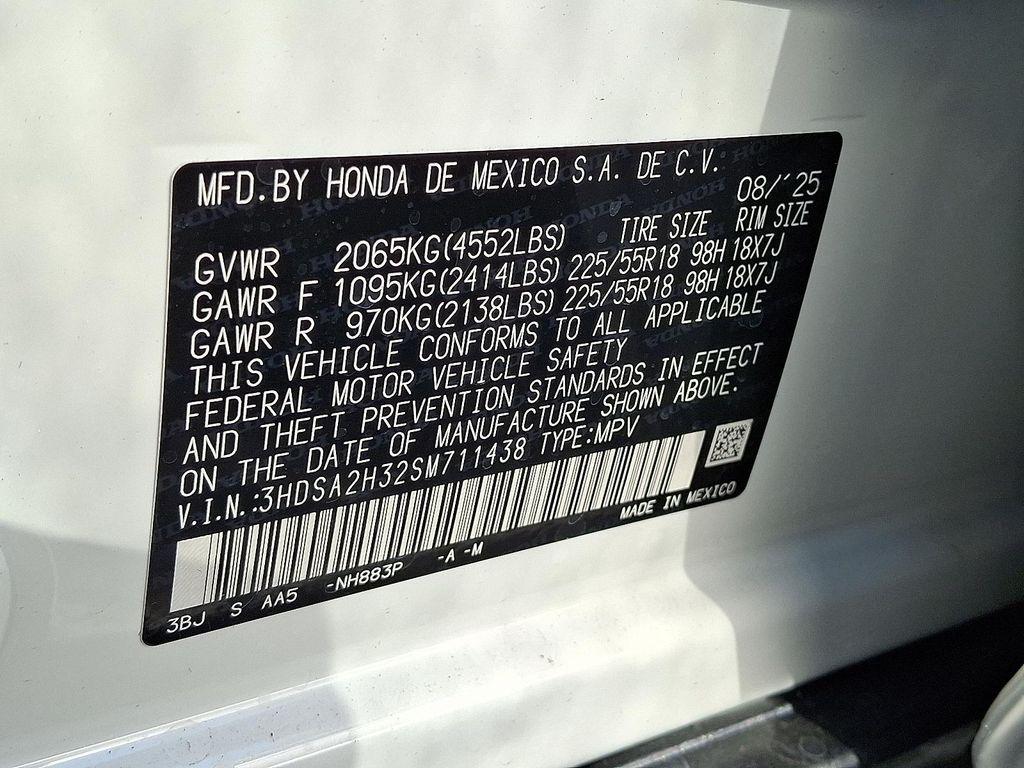 MFD.BY HONDA DE MEXICO S.A. DE C.V.
08/'25
GVWR 2065KG(4552LBS) TIRE SIZE RIM SIZE
GAWR F 1095KG(2414LBS) 225/55R18 98H 18X7J
GAWR R 970KG(2138LBS) 225/55R18 98H 18X7J
THIS VEHICLE CONFORMS TO ALL APPLICABLE
FEDERAL MOTOR VEHICLE SAFETY
AND THEFT PREVENTION STANDARDS IN EFFECT
ON THE DATE OF MANUFACTURE SHOWN ABOVE.
V.I.N.:3HDSA2H32SM711438 TYPE:MPV
MADE IN MEXICO
3BJ S AA5 -NH883P -A -M